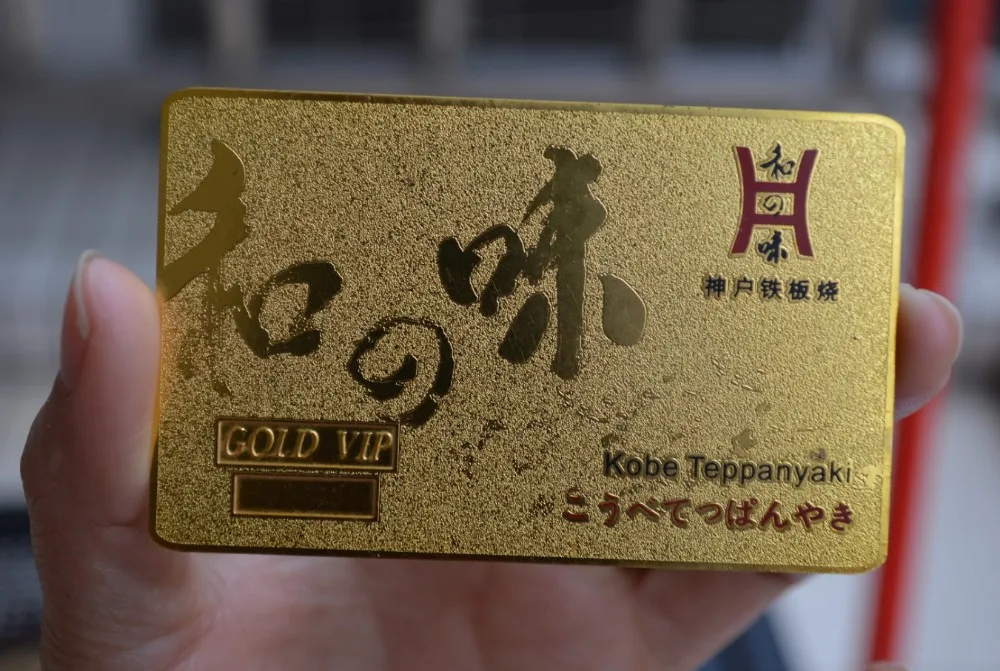 和の味
和
の
味
神户铁板烧
GOLD VIP
Kobe Teppanyaki
こうべてっぱんやき